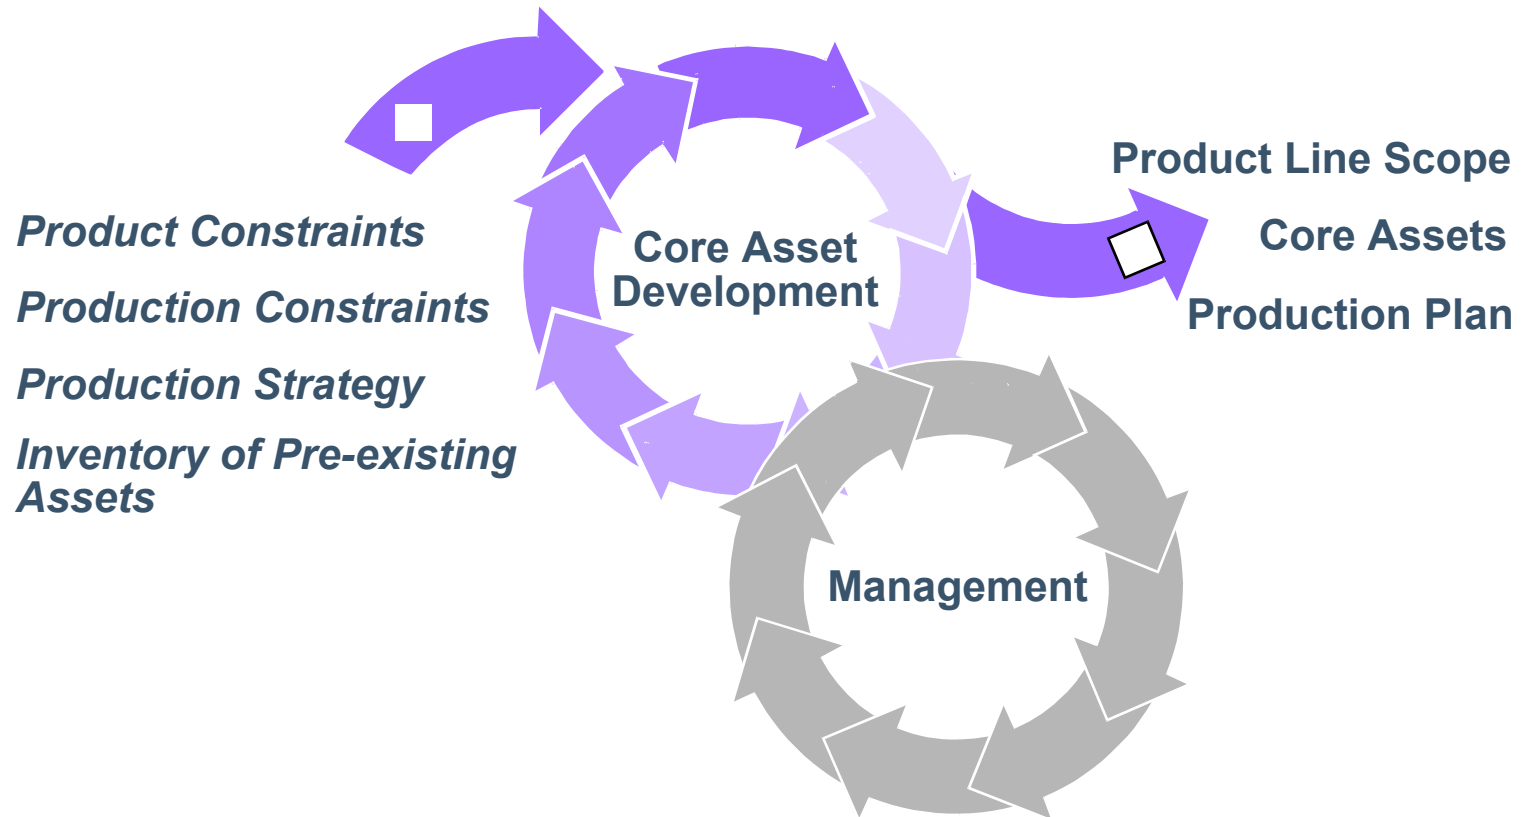 Product Constraints
Production Constraints
Production Strategy
Inventory of Pre-existing
Assets
Core Asset
Development
Product Line Scope
Core Assets
Production Plan
Management